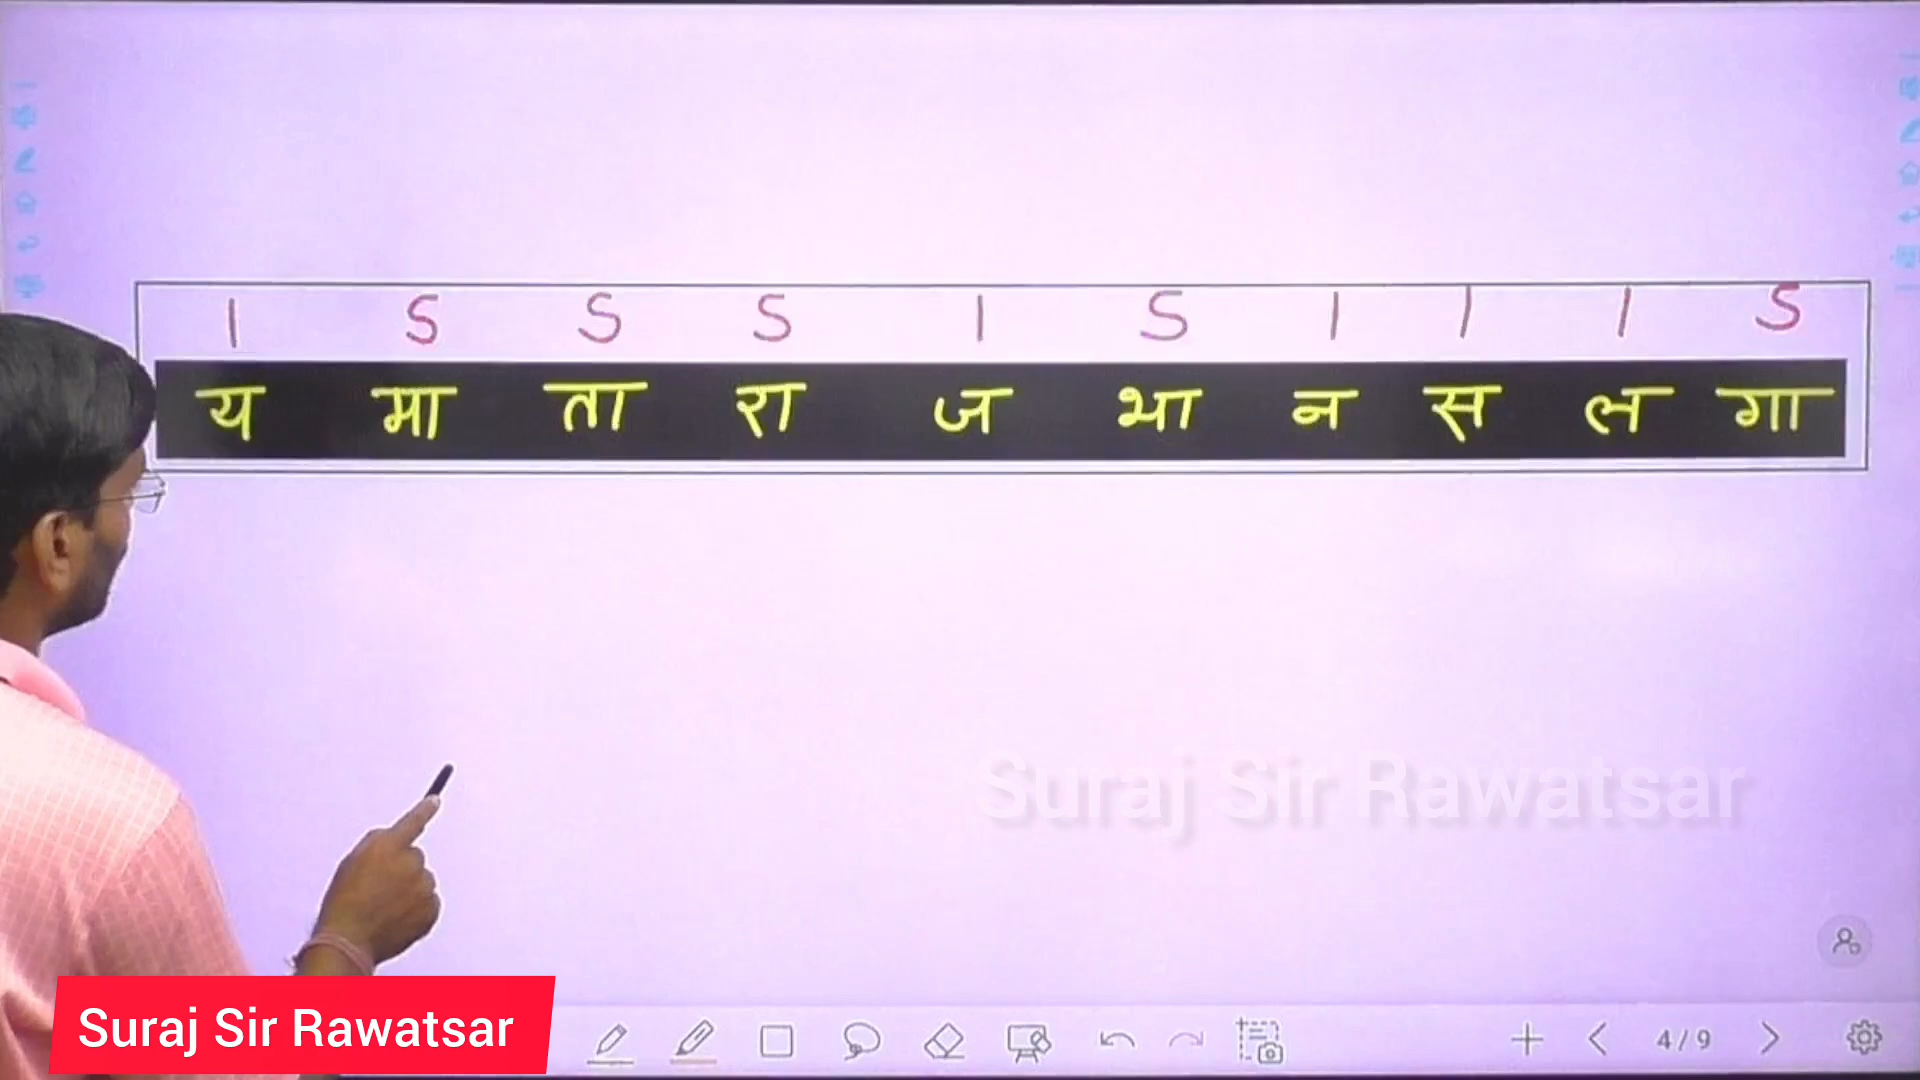 I S S S I S I I I S
य मा ता रा ज भा न स ल गा
Suraj Sir Rawatsar
Suraj Sir Rawatsar
4/9